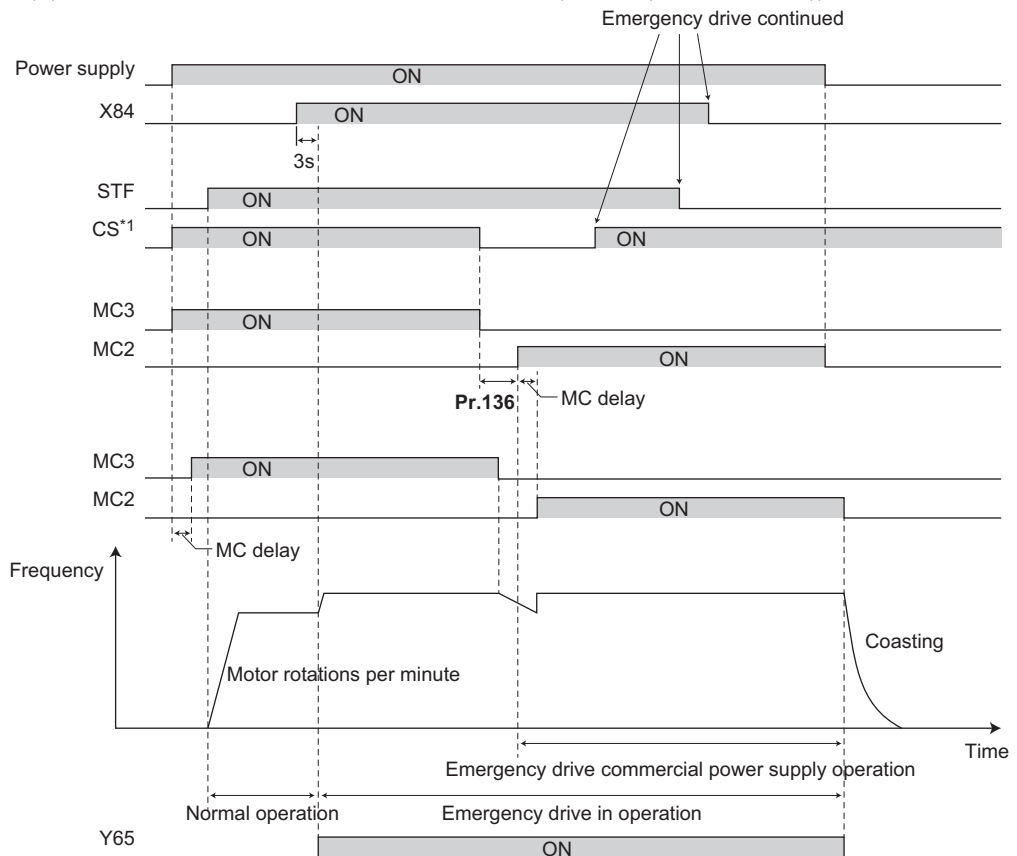 Emergency drive continued
Power supply
ON
X84
ON
3s
STF
ON
CS*1
ON
ON
MC3
ON
MC2
ON
Pr.136
MC delay
MC3
ON
MC2
ON
MC delay
Frequency
Coasting
Motor rotations per minute
Time
Emergency drive commercial power supply operation
Normal operation
Emergency drive in operation
Y65
ON